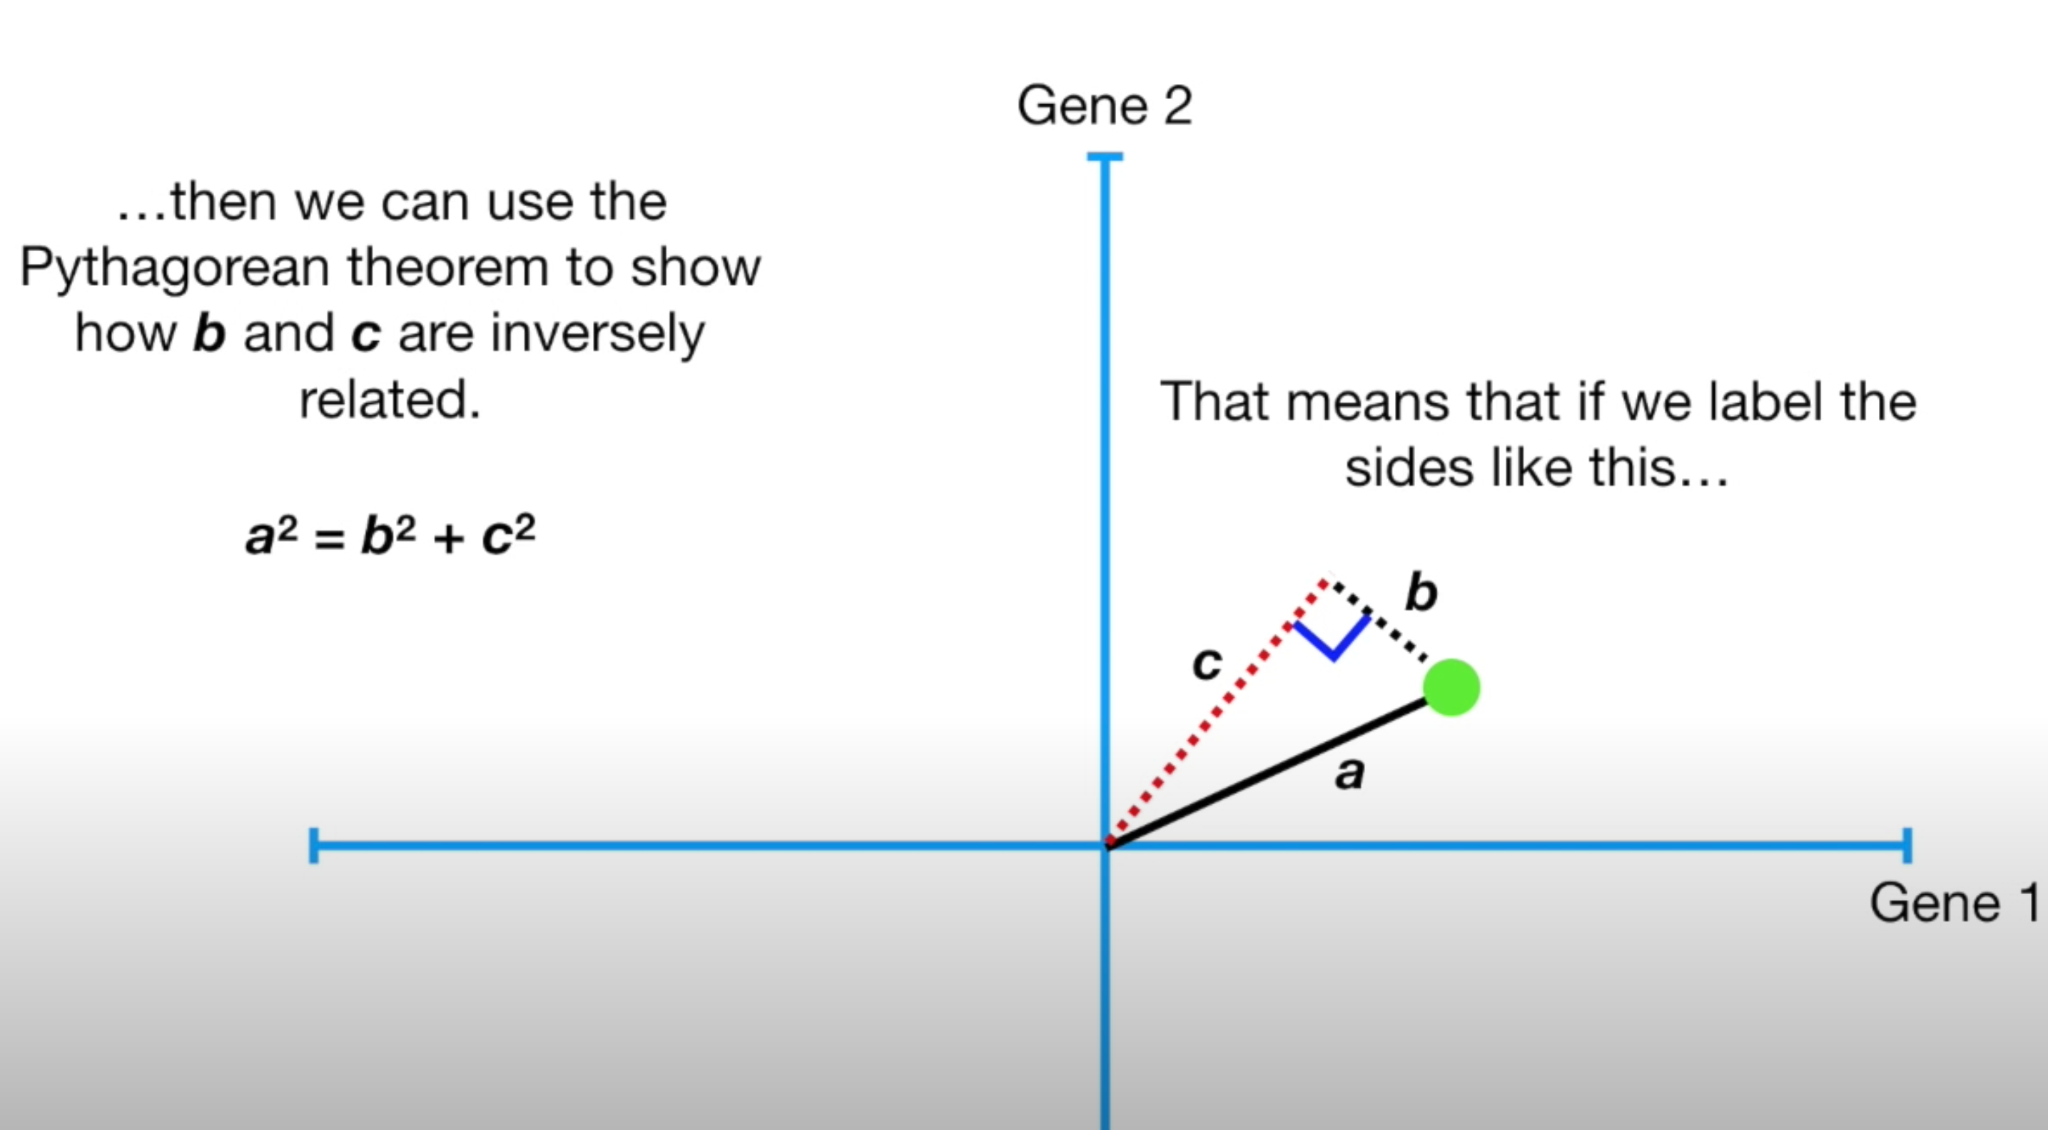 Gene 2
…then we can use the
Pythagorean theorem to show
how b and c are inversely
related.
a² = b² + c²
That means that if we label the
sides like this…
b
c
a
Gene 1